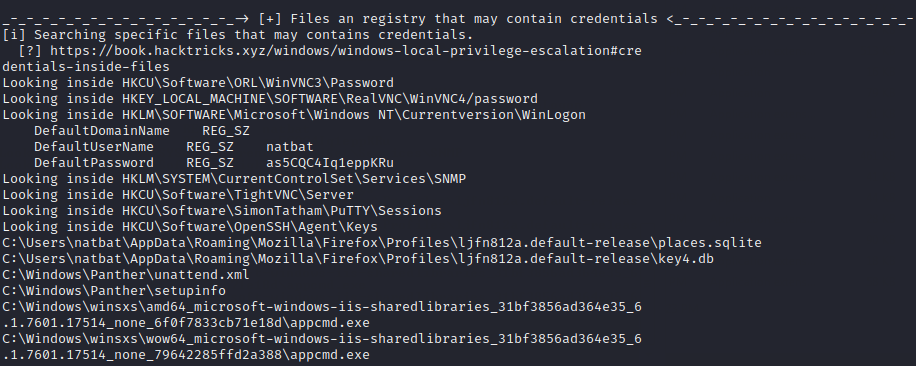 _-_-_-_-_-_-_-_-_-_-_-_-_-_-_-_→ [+] Files an registry that may contain credentials <_-_-_-_-_-_-_-_-_-_-_-_-_-_-_-_-
[i] Searching specific files that may contains credentials.
  [?] https://book.hacktricks.xyz/windows/windows-local-privilege-escalation#cre
dentials-inside-files
Looking inside HKCU\Software\ORL\WinVNC3\Password
Looking inside HKEY_LOCAL_MACHINE\SOFTWARE\RealVNC\WinVNC4/password
Looking inside HKLM\SOFTWARE\Microsoft\Windows NT\Currentversion\WinLogon
    DefaultDomainName    REG_SZ
    DefaultUserName    REG_SZ    natbat
    DefaultPassword    REG_SZ    as5CQC4Iq1eppKRu
Looking inside HKLM\SYSTEM\CurrentControlSet\Services\SNMP
Looking inside HKCU\Software\TightVNC\Server
Looking inside HKCU\Software\SimonTatham\PuTTY\Sessions
Looking inside HKCU\Software\OpenSSH\Agent\Keys
C:\Users\natbat\AppData\Roaming\Mozilla\Firefox\Profiles\ljfn812a.default-release\places.sqlite
C:\Users\natbat\AppData\Roaming\Mozilla\Firefox\Profiles\ljfn812a.default-release\key4.db
C:\Windows\Panther\unattend.xml
C:\Windows\Panther\setupinfo
C:\Windows\winsxs\amd64_microsoft-windows-iis-sharedlibraries_31bf3856ad364e35_6
.1.7601.17514_none_6f0f7833cb71e18d\appcmd.exe
C:\Windows\winsxs\wow64_microsoft-windows-iis-sharedlibraries_31bf3856ad364e35_6
.1.7601.17514_none_79642285ffd2a388\appcmd.exe